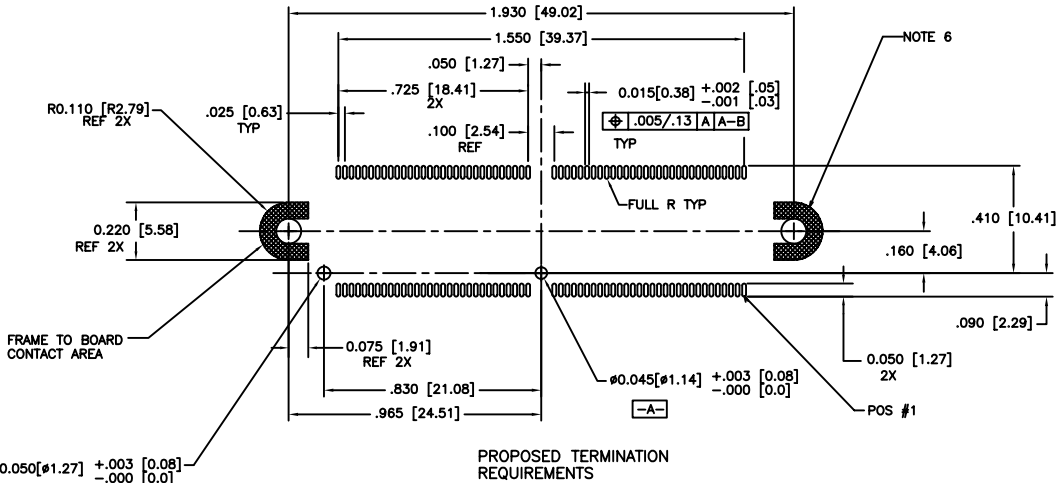 1.930 [49.02]
1.550 [39.37]
NOTE 6
.050 [1.27]
.725 [18.41]
2X
0.015[0.38] +.002 [.05]
-.001 [.03]
R0.110 [R2.79]
REF 2X
.025 [0.63]
TYP
.100 [2.54]
REF
⌖ .005/.13 A A-B
TYP
FULL R TYP
.410 [10.41]
0.220 [5.58]
REF 2X
.160 [4.06]
.090 [2.29]
FRAME TO BOARD
CONTACT AREA
0.075 [1.91]
REF 2X
0.050 [1.27]
2X
.830 [21.08]
ø0.045[ø1.14] +.003 [0.08]
-.000 [0.0]
-A-
.965 [24.51]
POS #1
0.050[ø1.27] +.003 [0.08]
-.000 [0.0]
PROPOSED TERMINATION
REQUIREMENTS